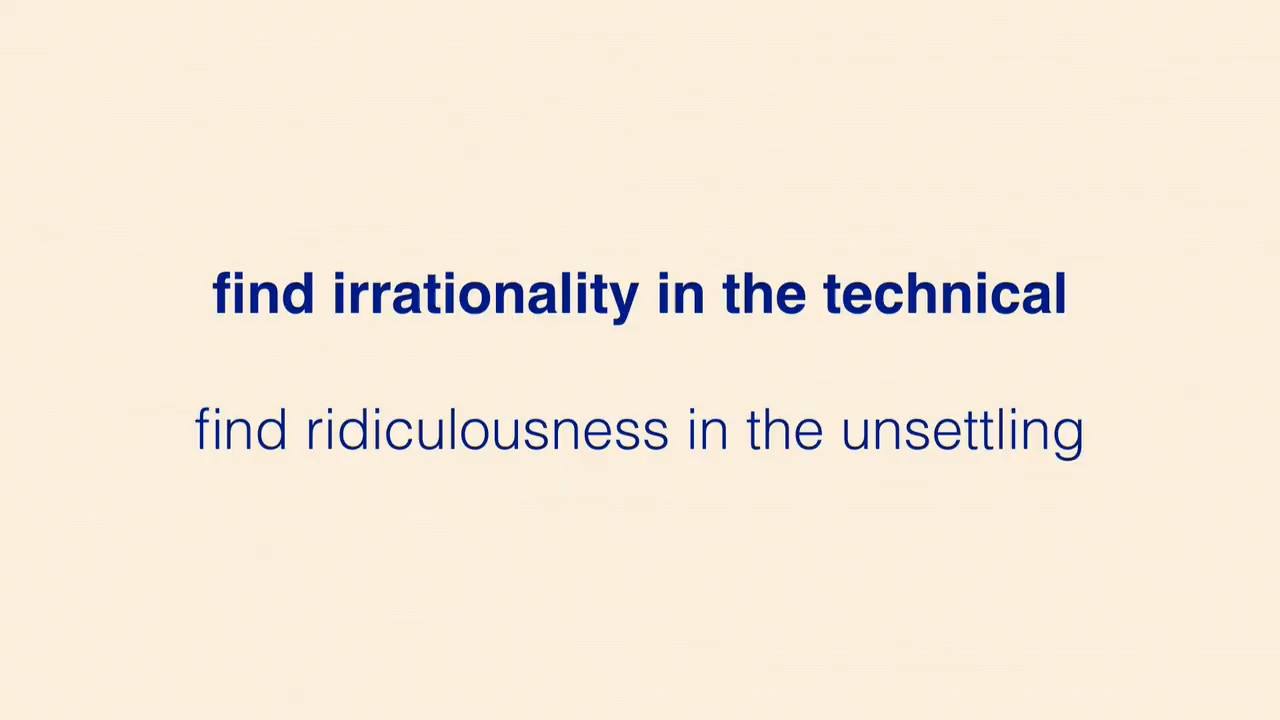 find irrationality in the technical
find ridiculousness in the unsettling